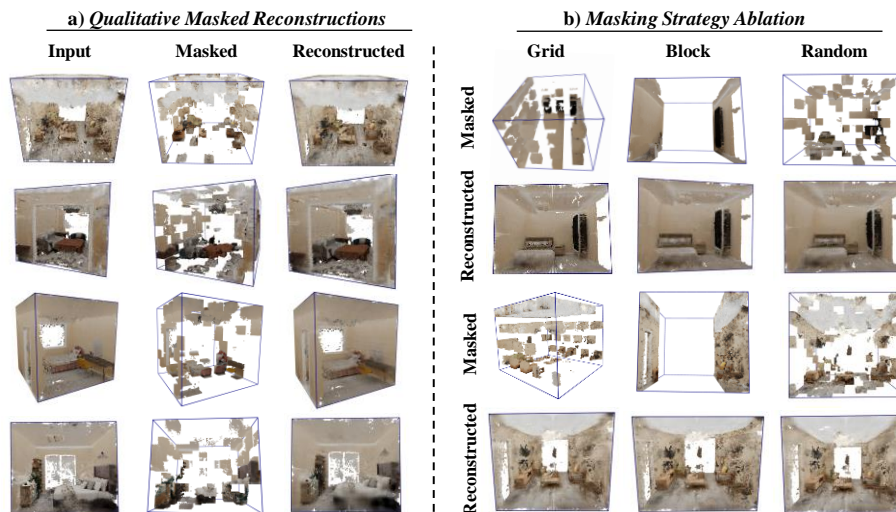 a) Qualitative Masked Reconstructions
Input Masked Reconstructed
b) Masking Strategy Ablation
Grid Block Random
Masked
Reconstructed
Masked
Reconstructed